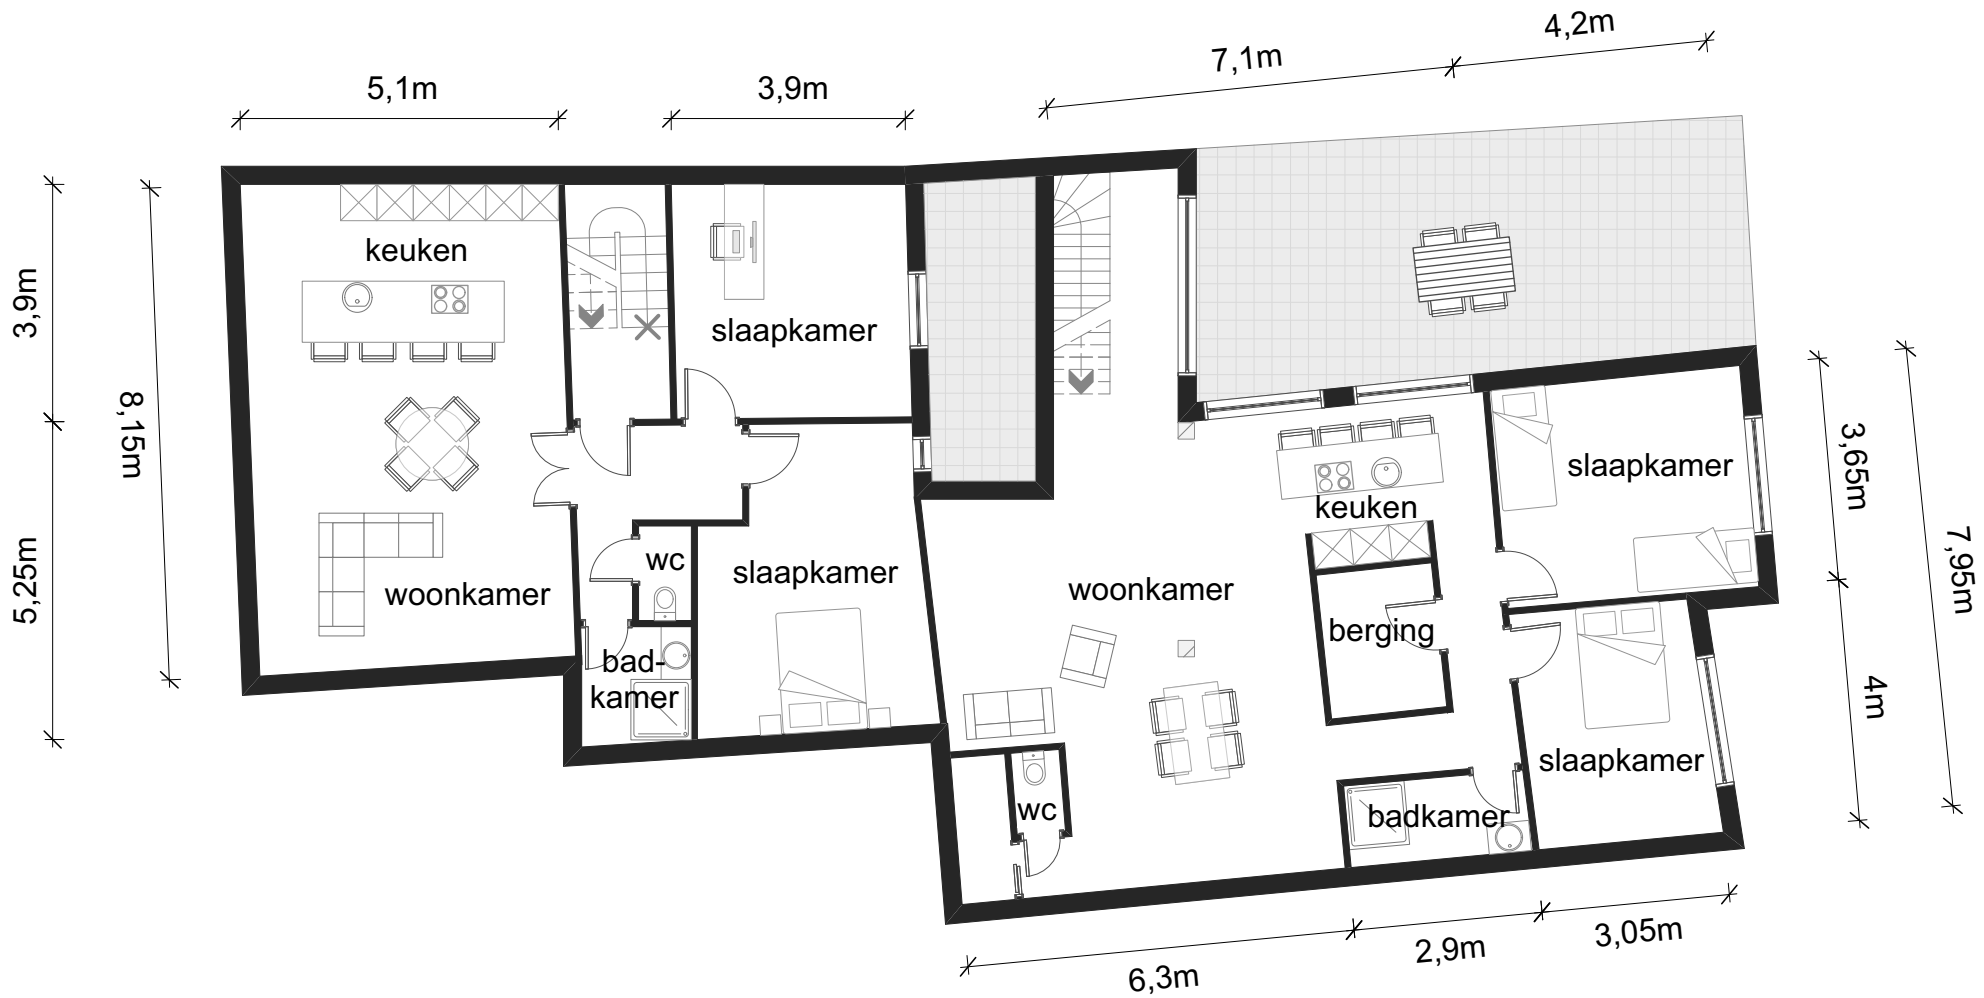 4,2m
7,1m
5,1m
3,9m
keuken
3,9m
slaapkamer
8,15m
3,65m
slaapkamer
keuken
5,25m
wc
slaapkamer
woonkamer
woonkamer
7,95m
berging
bad-
kamer
4m
slaapkamer
wc
badkamer
3,05m
2,9m
6,3m